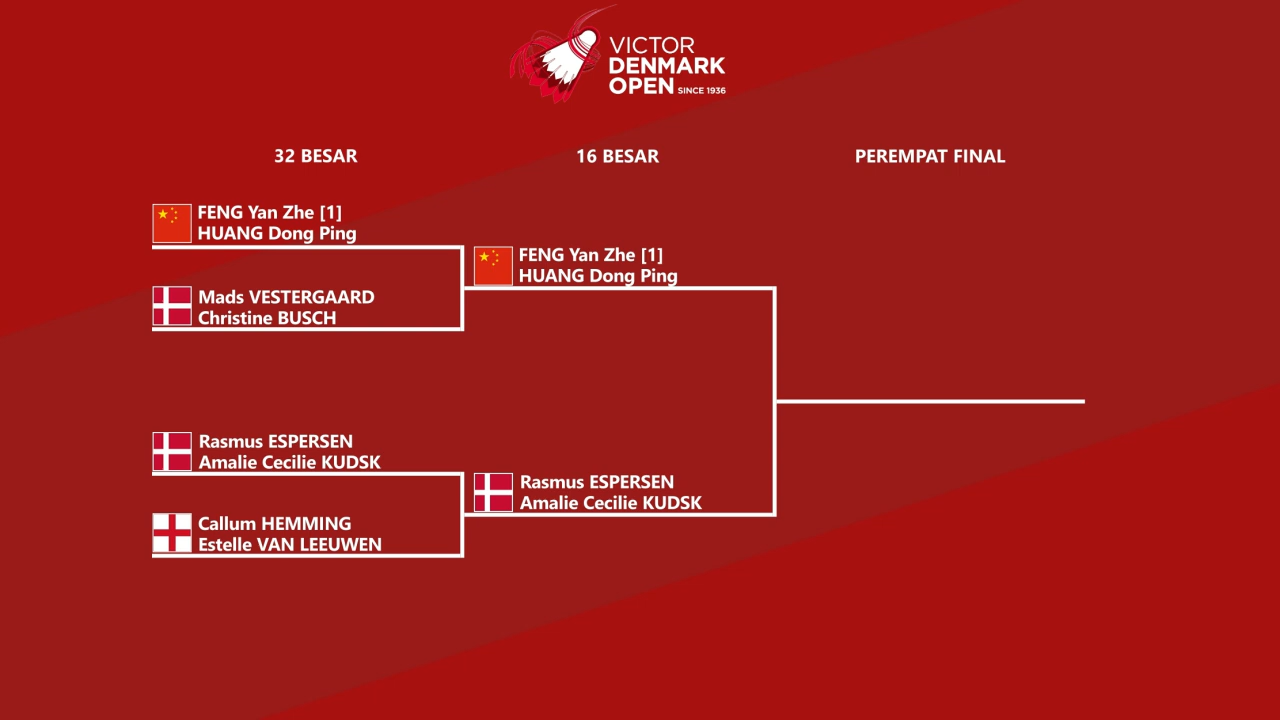 VICTOR
DENMARK
OPEN SINCE 1936
32 BESAR
16 BESAR
PEREMPAT FINAL
FENG Yan Zhe [1]
HUANG Dong Ping
Mads VESTERGAARD
Christine BUSCH
Rasmus ESPERSEN
Amalie Cecilie KUDSK
Callum HEMMING
Estelle VAN LEEUWEN
FENG Yan Zhe [1]
HUANG Dong Ping
Rasmus ESPERSEN
Amalie Cecilie KUDSK